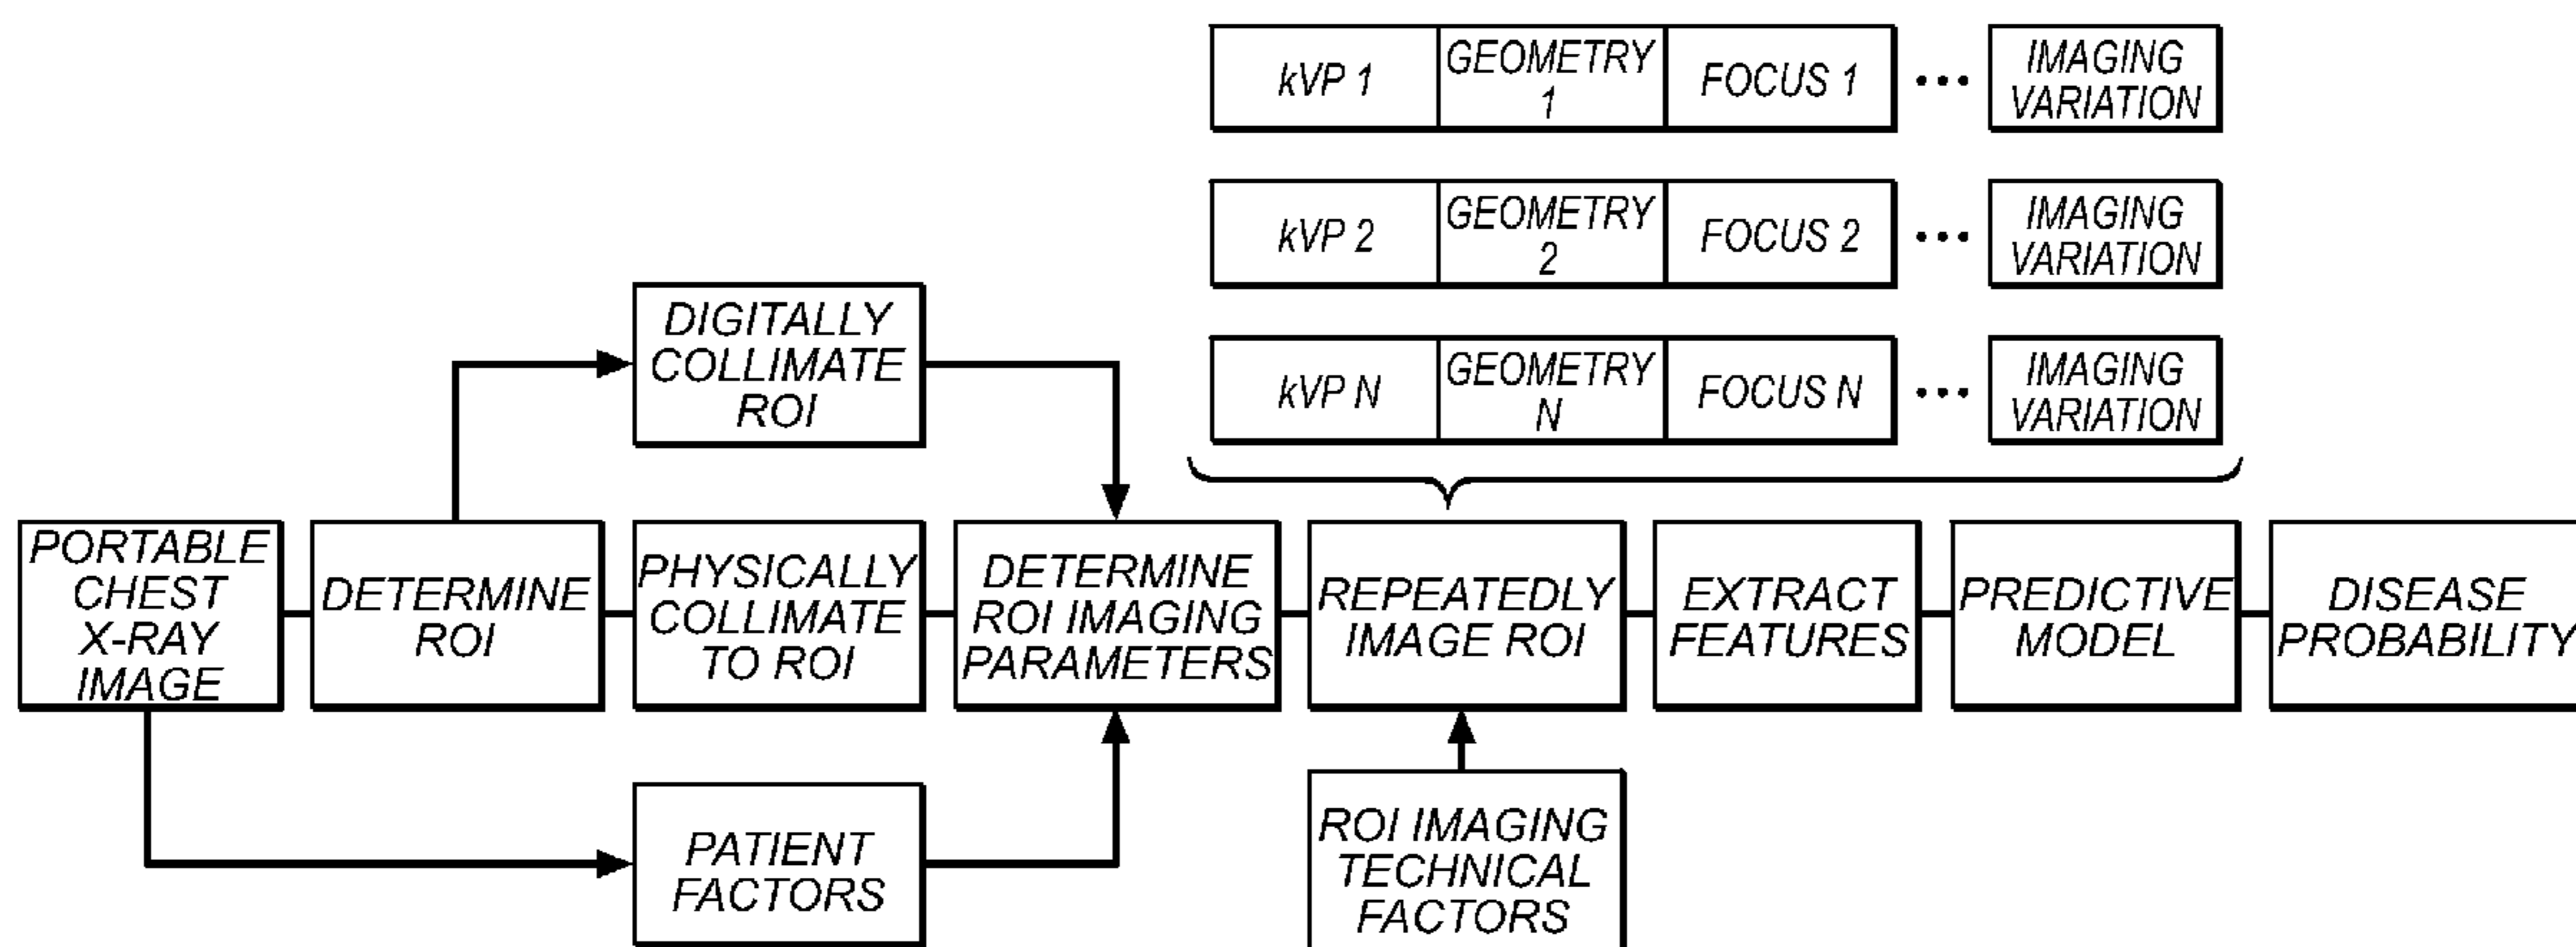 kVP 1
GEOMETRY
1
FOCUS 1
•••
IMAGING
VARIATION
kVP 2
GEOMETRY
2
FOCUS 2
•••
IMAGING
VARIATION
kVP N
GEOMETRY
N
FOCUS N
•••
IMAGING
VARIATION
DIGITALLY
COLLIMATE
ROI
PORTABLE
CHEST
X-RAY
IMAGE
DETERMINE
ROI
PHYSICALLY
COLLIMATE
TO ROI
DETERMINE
ROI IMAGING
PARAMETERS
REPEATEDLY
IMAGE ROI
EXTRACT
FEATURES
PREDICTIVE
MODEL
DISEASE
PROBABILITY
PATIENT
FACTORS
ROI IMAGING
TECHNICAL
FACTORS